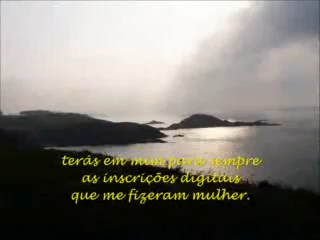 terás em mim para sempre
as inscrições digitais
que me fizeram mulher.